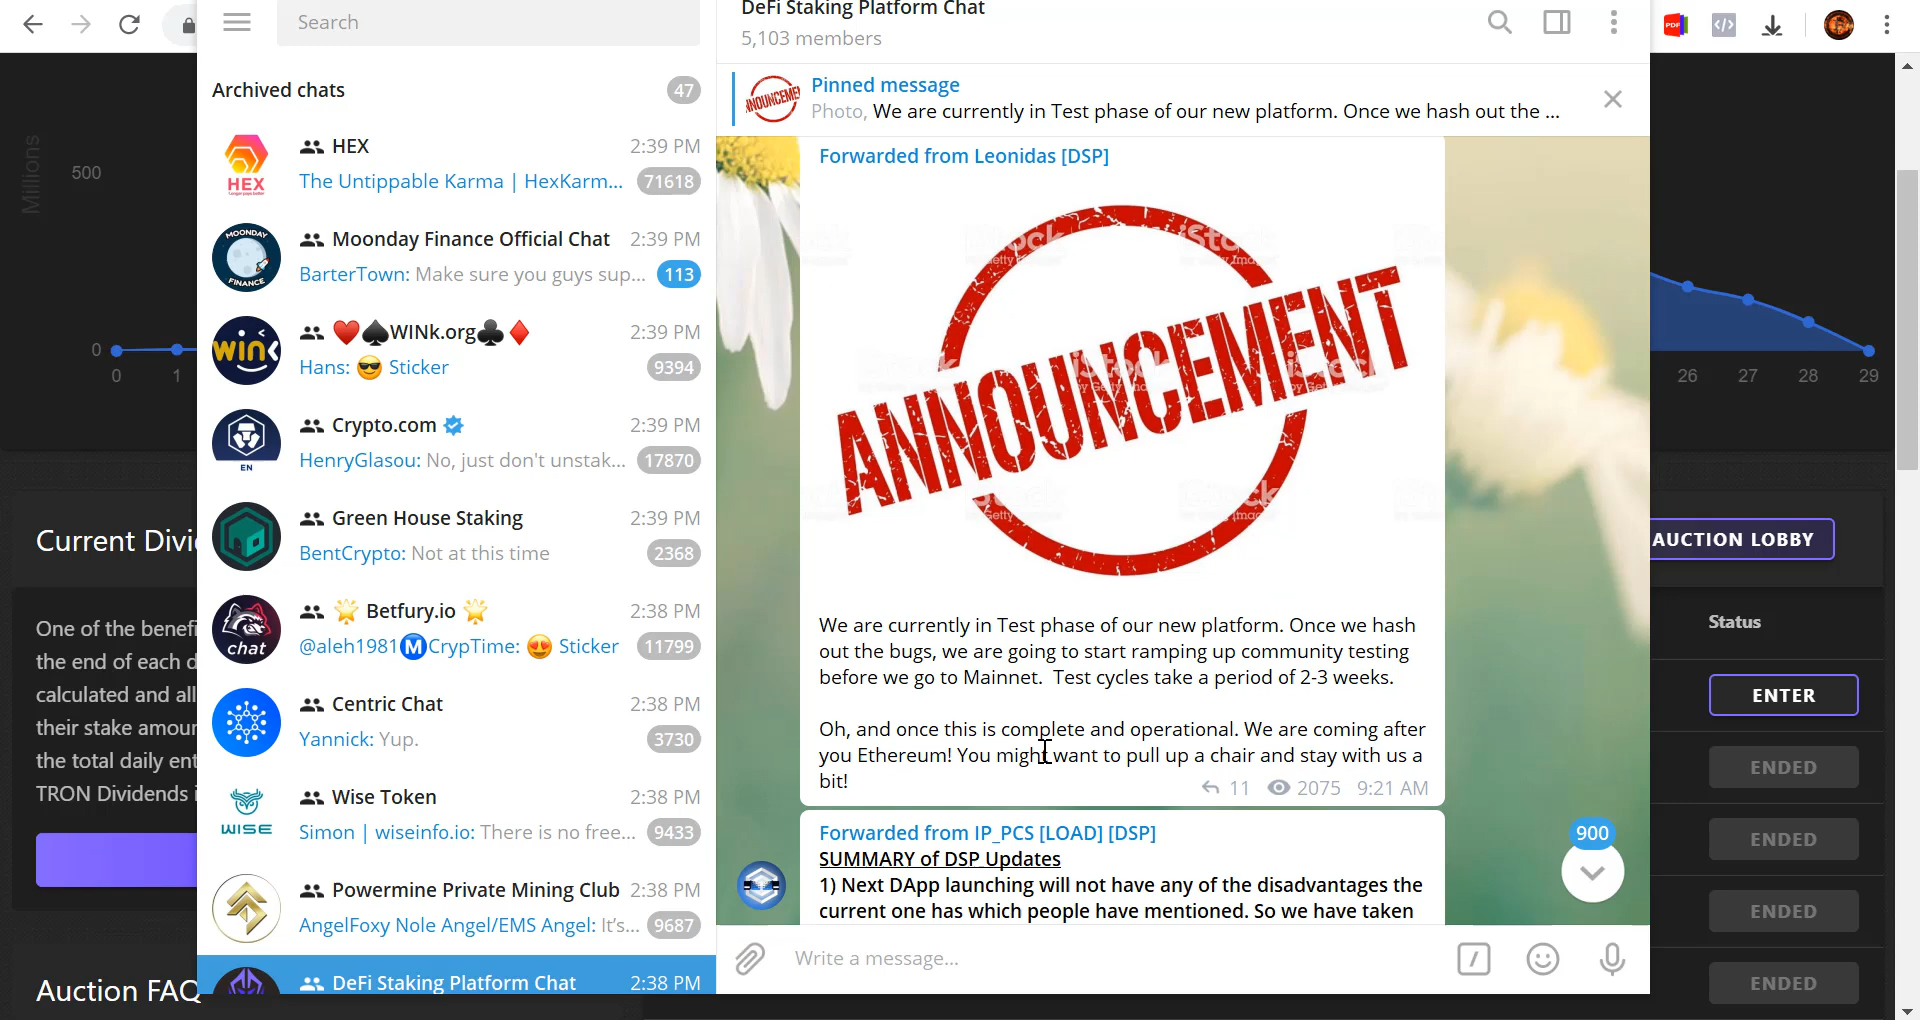 Search
Archived chats
47
HEX
HEX
2:39 PM
The Untippable Karma | HexKarm...
71618
MOONDAY
FINANCE
Moonday Finance Official Chat
2:39 PM
BarterTown: Make sure you guys sup...
113
win
❤️♠️WINk.org♣️♦️
2:39 PM
Hans: 😎 Sticker
9394
EN
Crypto.com
2:39 PM
HenryGlasou: No, just don't unstak...
17870
Green House Staking
2:39 PM
BentCrypto: Not at this time
2368
chat
🌟 Betfury.io 🌟
2:38 PM
@aleh1981Ⓜ️CrypTime: 😍 Sticker
11799
Centric Chat
2:38 PM
Yannick: Yup.
3730
WISE
Wise Token
2:38 PM
Simon | wiseinfo.io: There is no free...
9433
Powermine Private Mining Club
2:38 PM
AngelFoxy Nole Angel/EMS Angel: It's...
9687
DeFi Staking Platform Chat
2:38 PM
DeFi Staking Platform Chat
5,103 members
Pinned message
Photo, We are currently in Test phase of our new platform. Once we hash out the ...
Forwarded from Leonidas [DSP]
ANNOUNCEMENT
We are currently in Test phase of our new platform. Once we hash
out the bugs, we are going to start ramping up community testing
before we go to Mainnet.  Test cycles take a period of 2-3 weeks.
Oh, and once this is complete and operational. We are coming after
you Ethereum! You might want to pull up a chair and stay with us a
bit!
11 2075 9:21 AM
Forwarded from IP_PCS [LOAD] [DSP]
SUMMARY of DSP Updates
1) Next DApp launching will not have any of the disadvantages the
current one has which people have mentioned. So we have taken
900
Write a message...
PDF
Millions
500
0
0 1
26 27 28 29
Current Divi
One of the benefi
the end of each d
calculated and all
their stake amour
the total daily ent
TRON Dividends i
Auction FAQ
AUCTION LOBBY
Status
ENTER
ENDED
ENDED
ENDED
ENDED